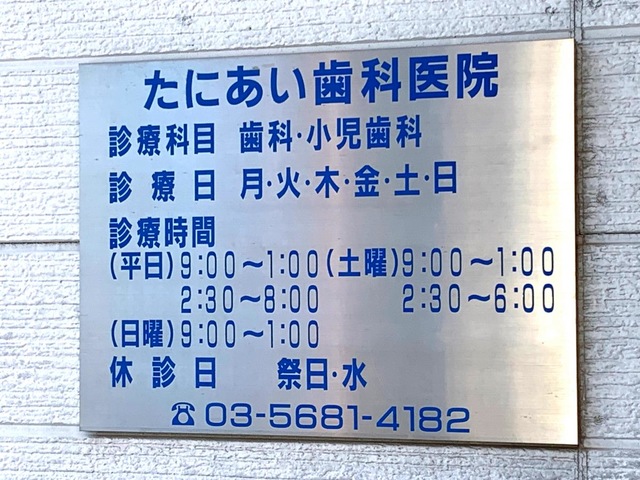 たにあい歯科医院
診療科目 歯科・小児歯科
診療日 月・火・木・金・土・日
診療時間
(平日)9:00〜1:00(土曜)9:00〜1:00
2:30〜8:00 2:30〜6:00
(日曜)9:00〜1:00
休診日 祭日・水
☎03-5681-4182